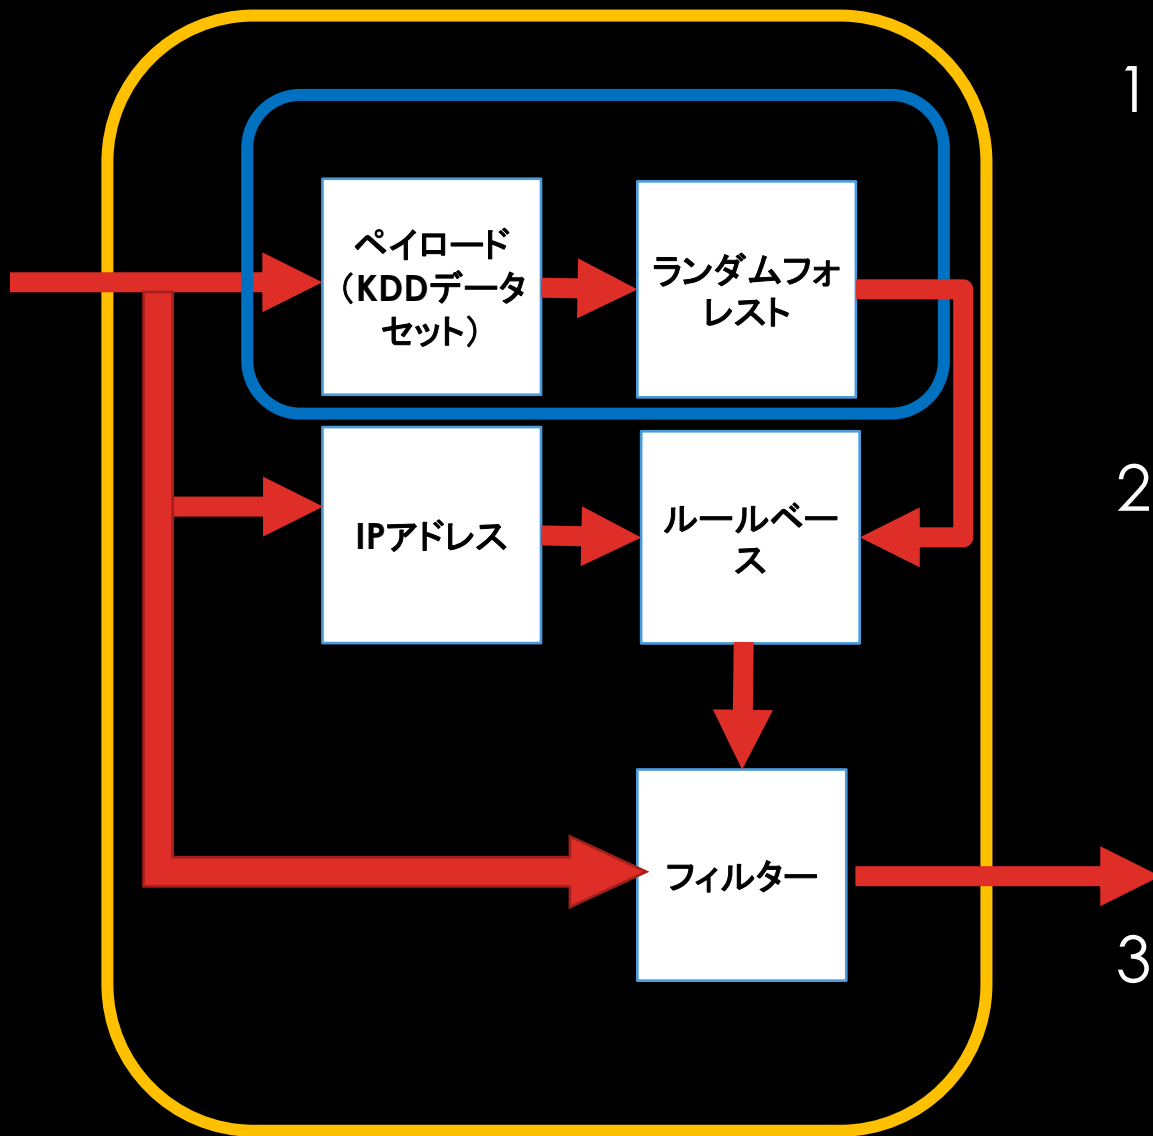 1
ペイロード
（KDDデータ
セット）
ランダムフォ
レスト
2
IPアドレス
ルールベー
ス
フィルター
3